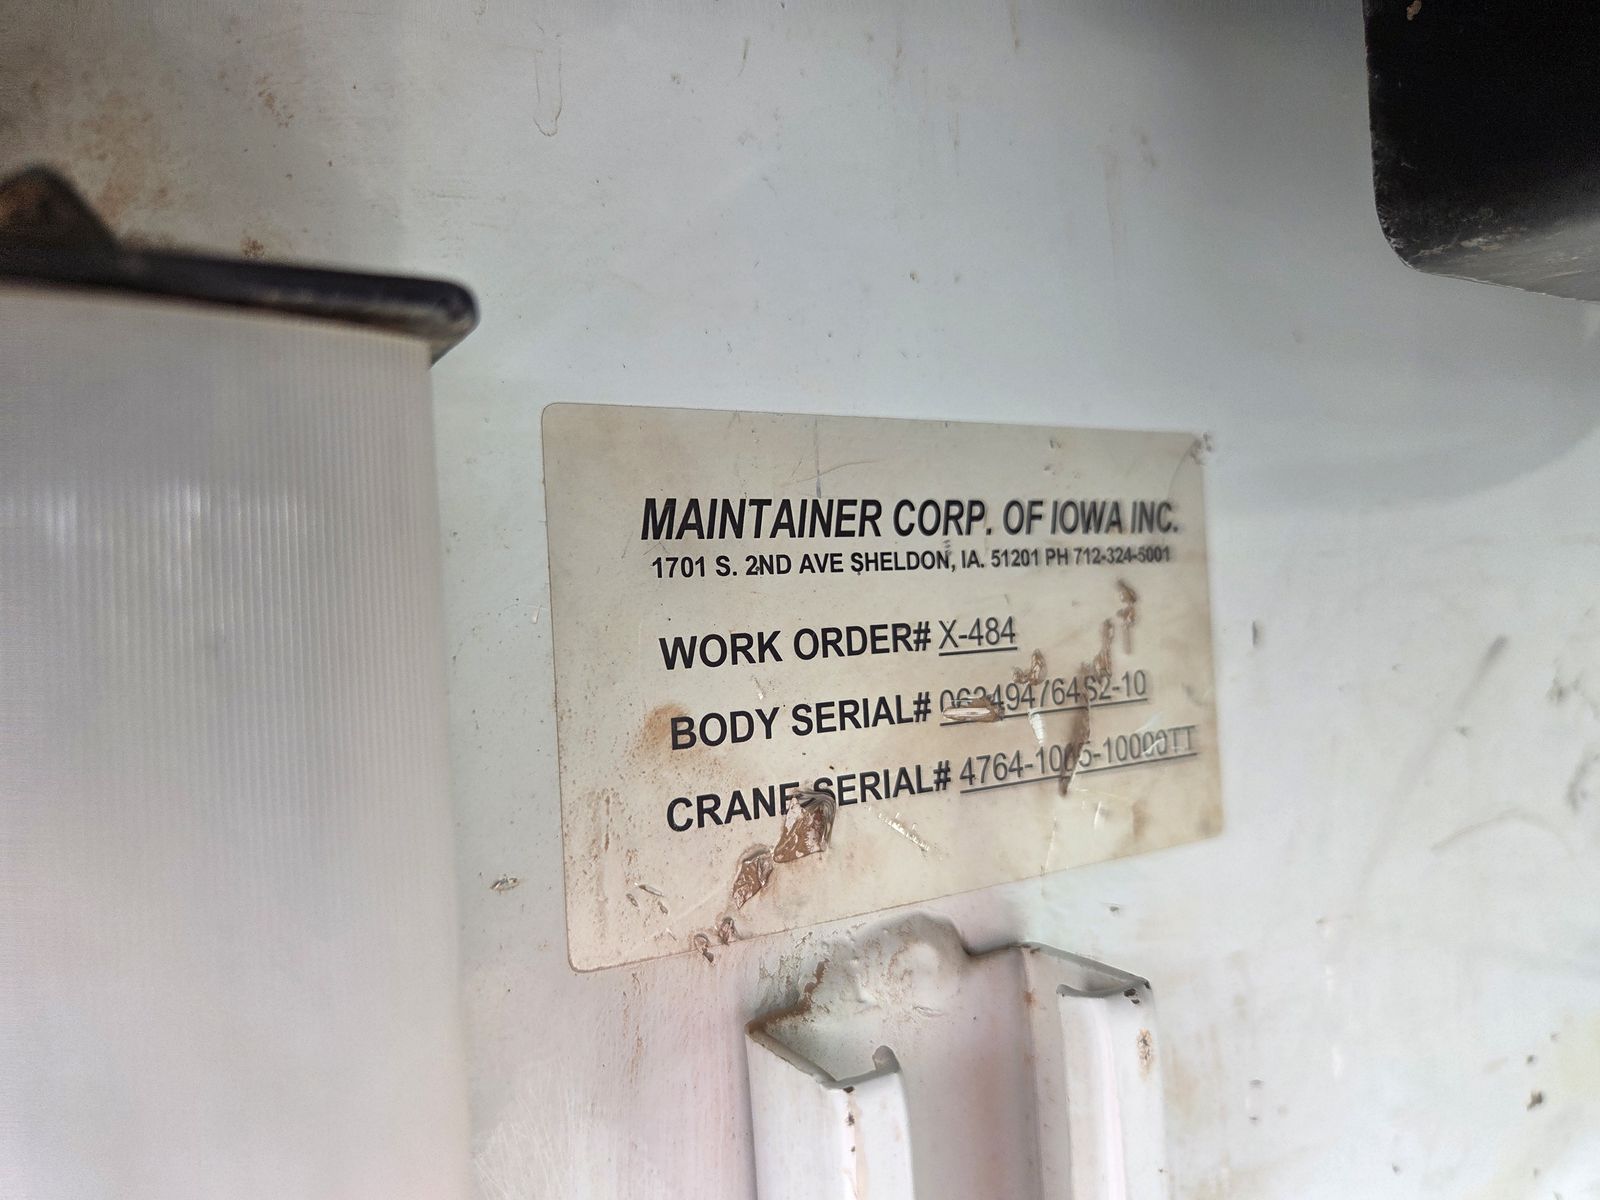 MAINTAINER CORP. OF IOWA INC.
1701 S. 2ND AVE SHELDON, IA. 51201 PH 712-324-5001
WORK ORDER# X-484
BODY SERIAL#
CRANE SERIAL#